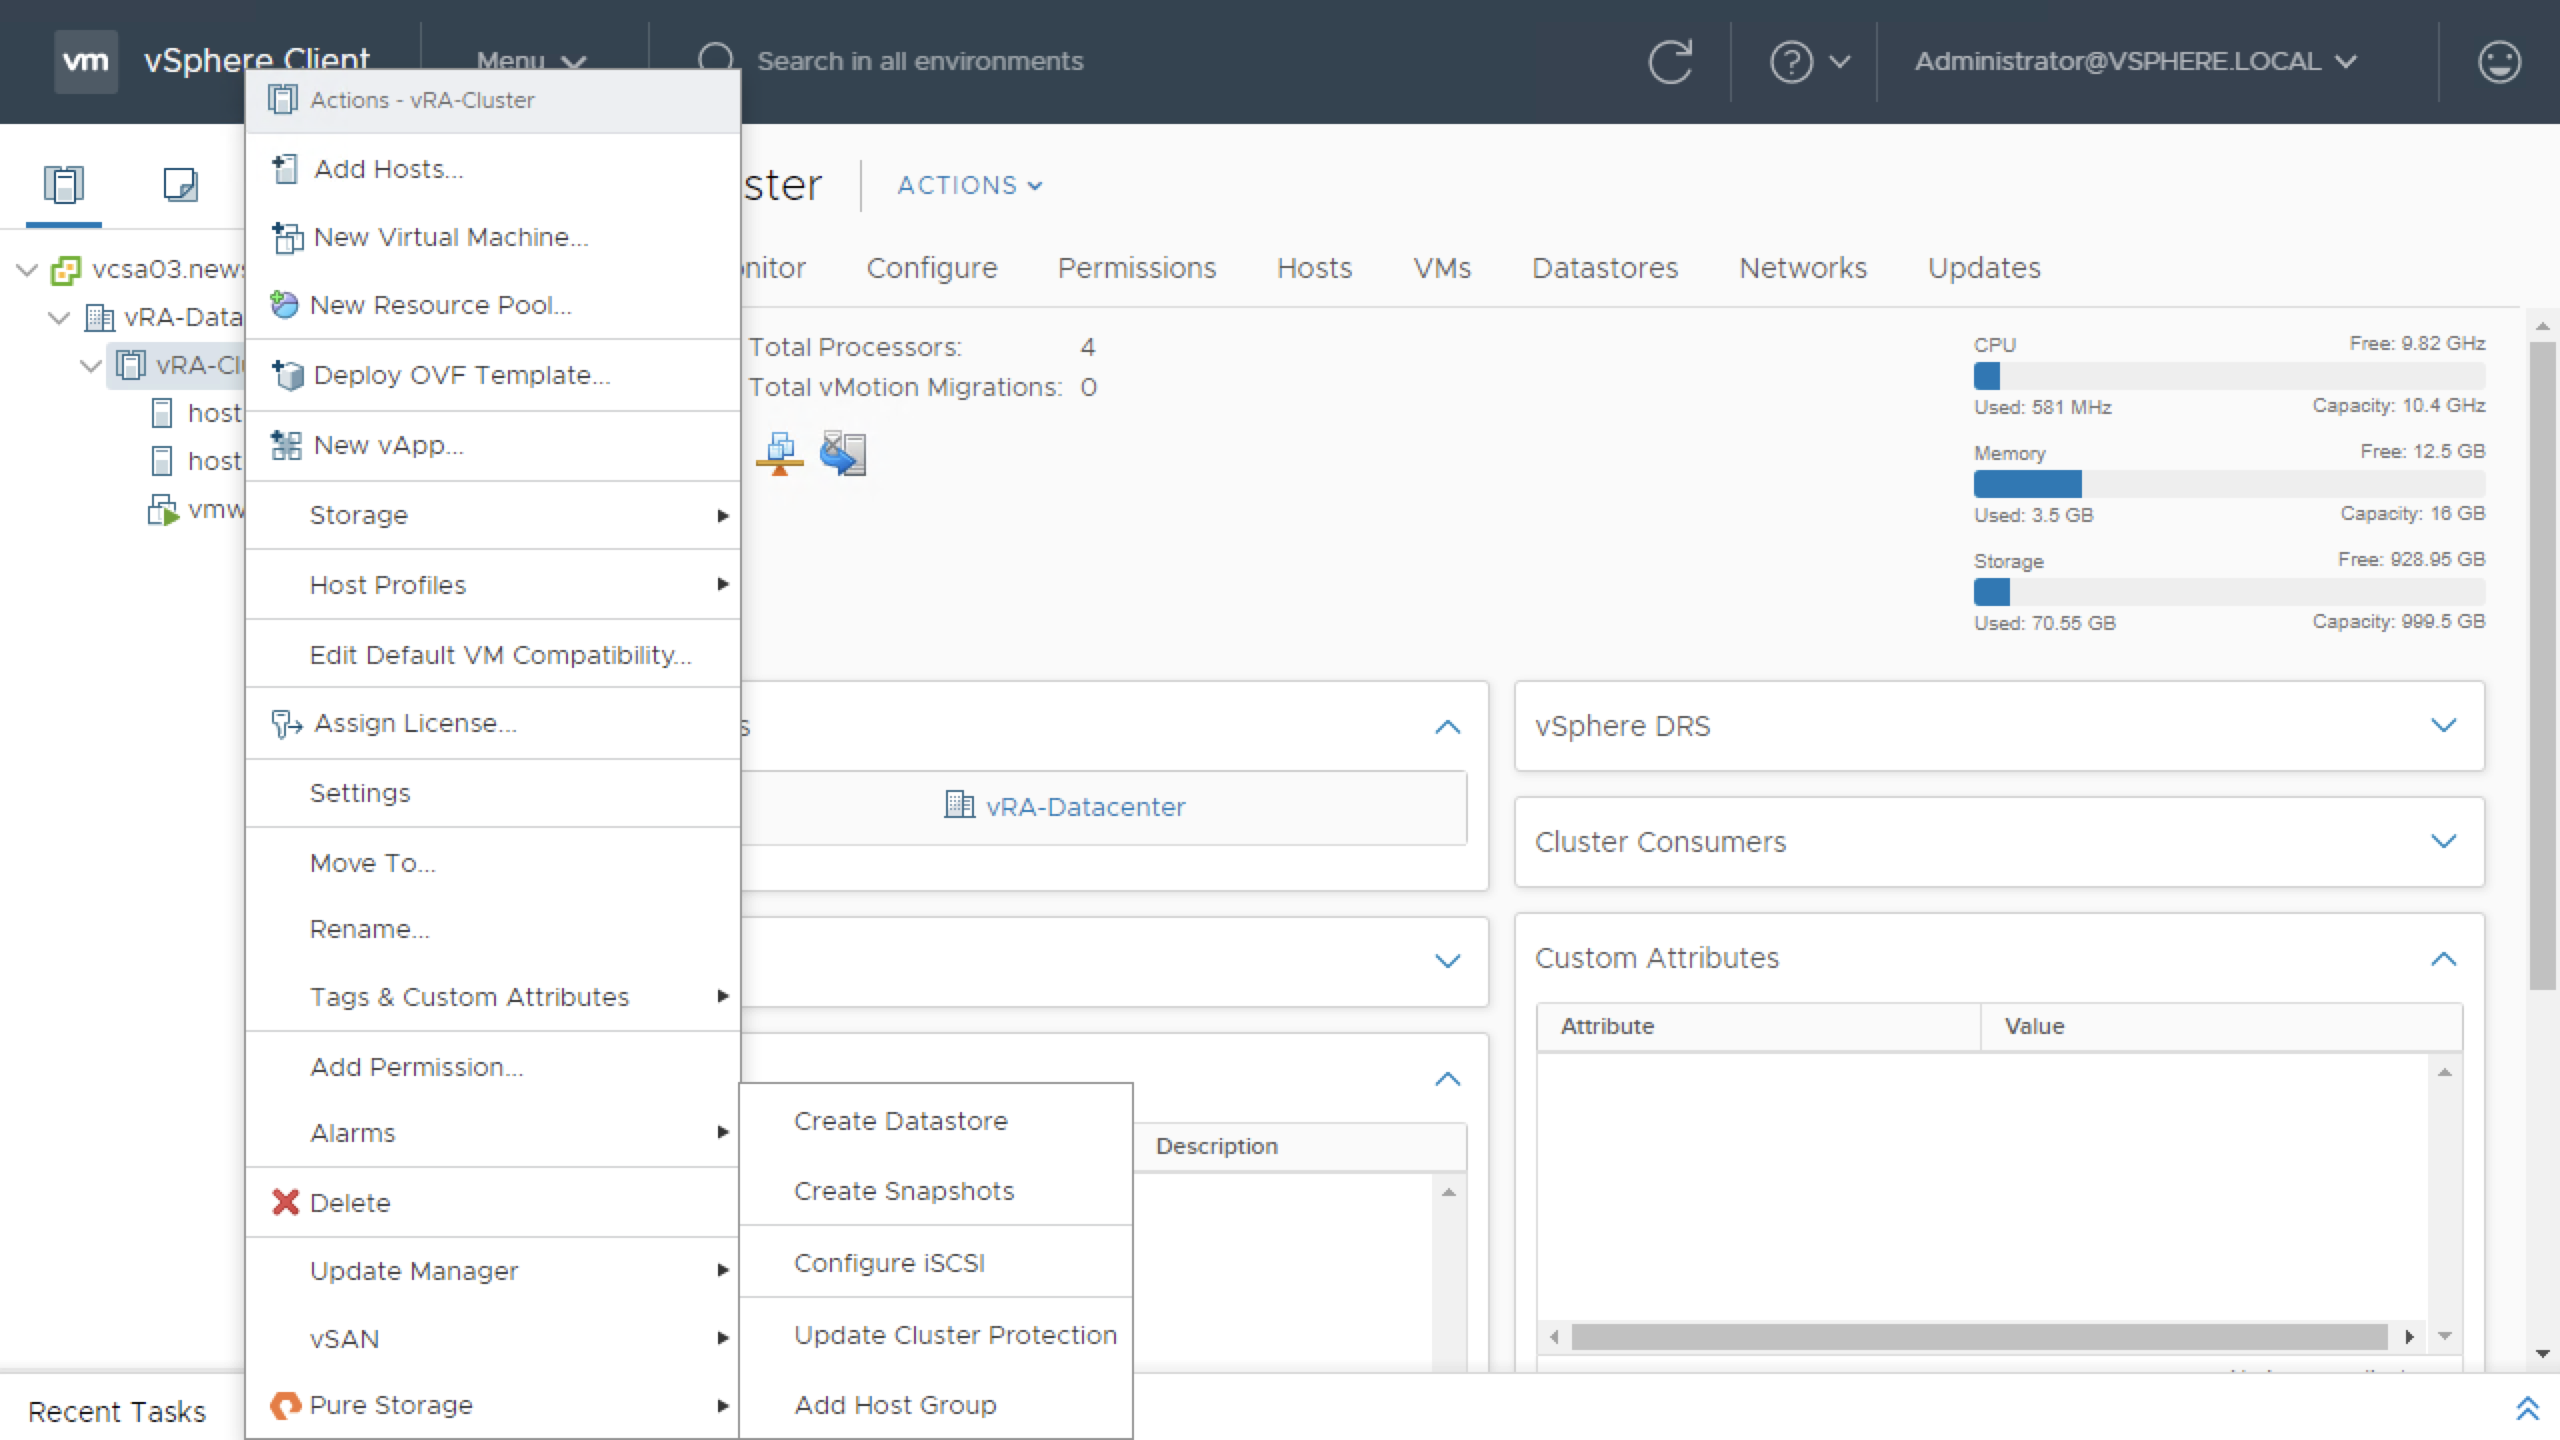 vm vSphere Client Menu Search in all environments Administrator@VSPHERE.LOCAL
Actions - vRA-Cluster
Add Hosts...
New Virtual Machine...
New Resource Pool...
Deploy OVF Template...
New vApp...
Storage
Host Profiles
Edit Default VM Compatibility...
Assign License...
Settings
Move To...
Rename...
Tags & Custom Attributes
Add Permission...
Alarms
Delete
Update Manager
vSAN
Pure Storage
Create Datastore
Create Snapshots
Configure iSCSI
Update Cluster Protection
Add Host Group
vcsa03.news
vRA-Data
vRA-Cl
host
host
vmw
ster ACTIONS
nitor Configure Permissions Hosts VMs Datastores Networks Updates
Total Processors: 4
Total vMotion Migrations: 0
CPU Free: 9.82 GHz
Used: 581 MHz Capacity: 10.4 GHz
Memory Free: 12.5 GB
Used: 3.5 GB Capacity: 16 GB
Storage Free: 928.95 GB
Used: 70.55 GB Capacity: 999.5 GB
s
vRA-Datacenter
Description
vSphere DRS
Cluster Consumers
Custom Attributes
Attribute Value
Recent Tasks